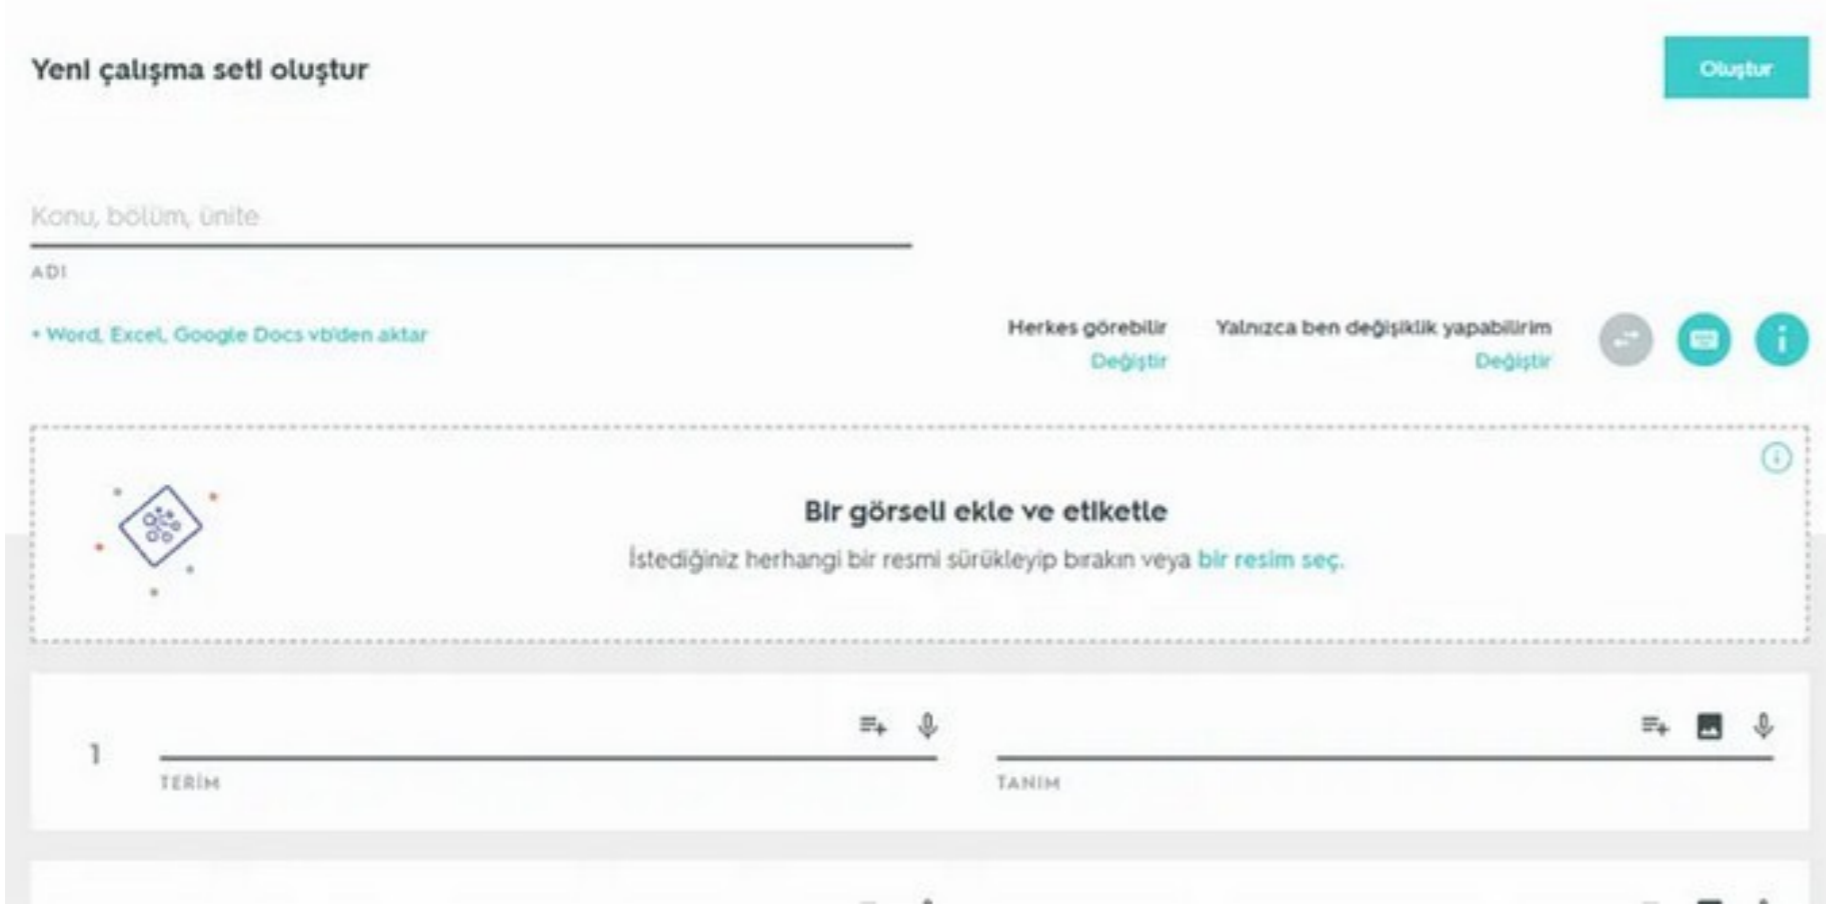 Yeni çalışma seti oluştur
Oluştur
Konu, bölüm, ünite
ADI
+ Word, Excel, Google Docs vb'den aktar
Herkes görebilir
Değiştir
Yalnızca ben değişiklik yapabilirim
Değiştir
Bir görseli ekle ve etiketle
İstediğiniz herhangi bir resmi sürükleyip bırakın veya bir resim seç.
1
TERİM
TANIM